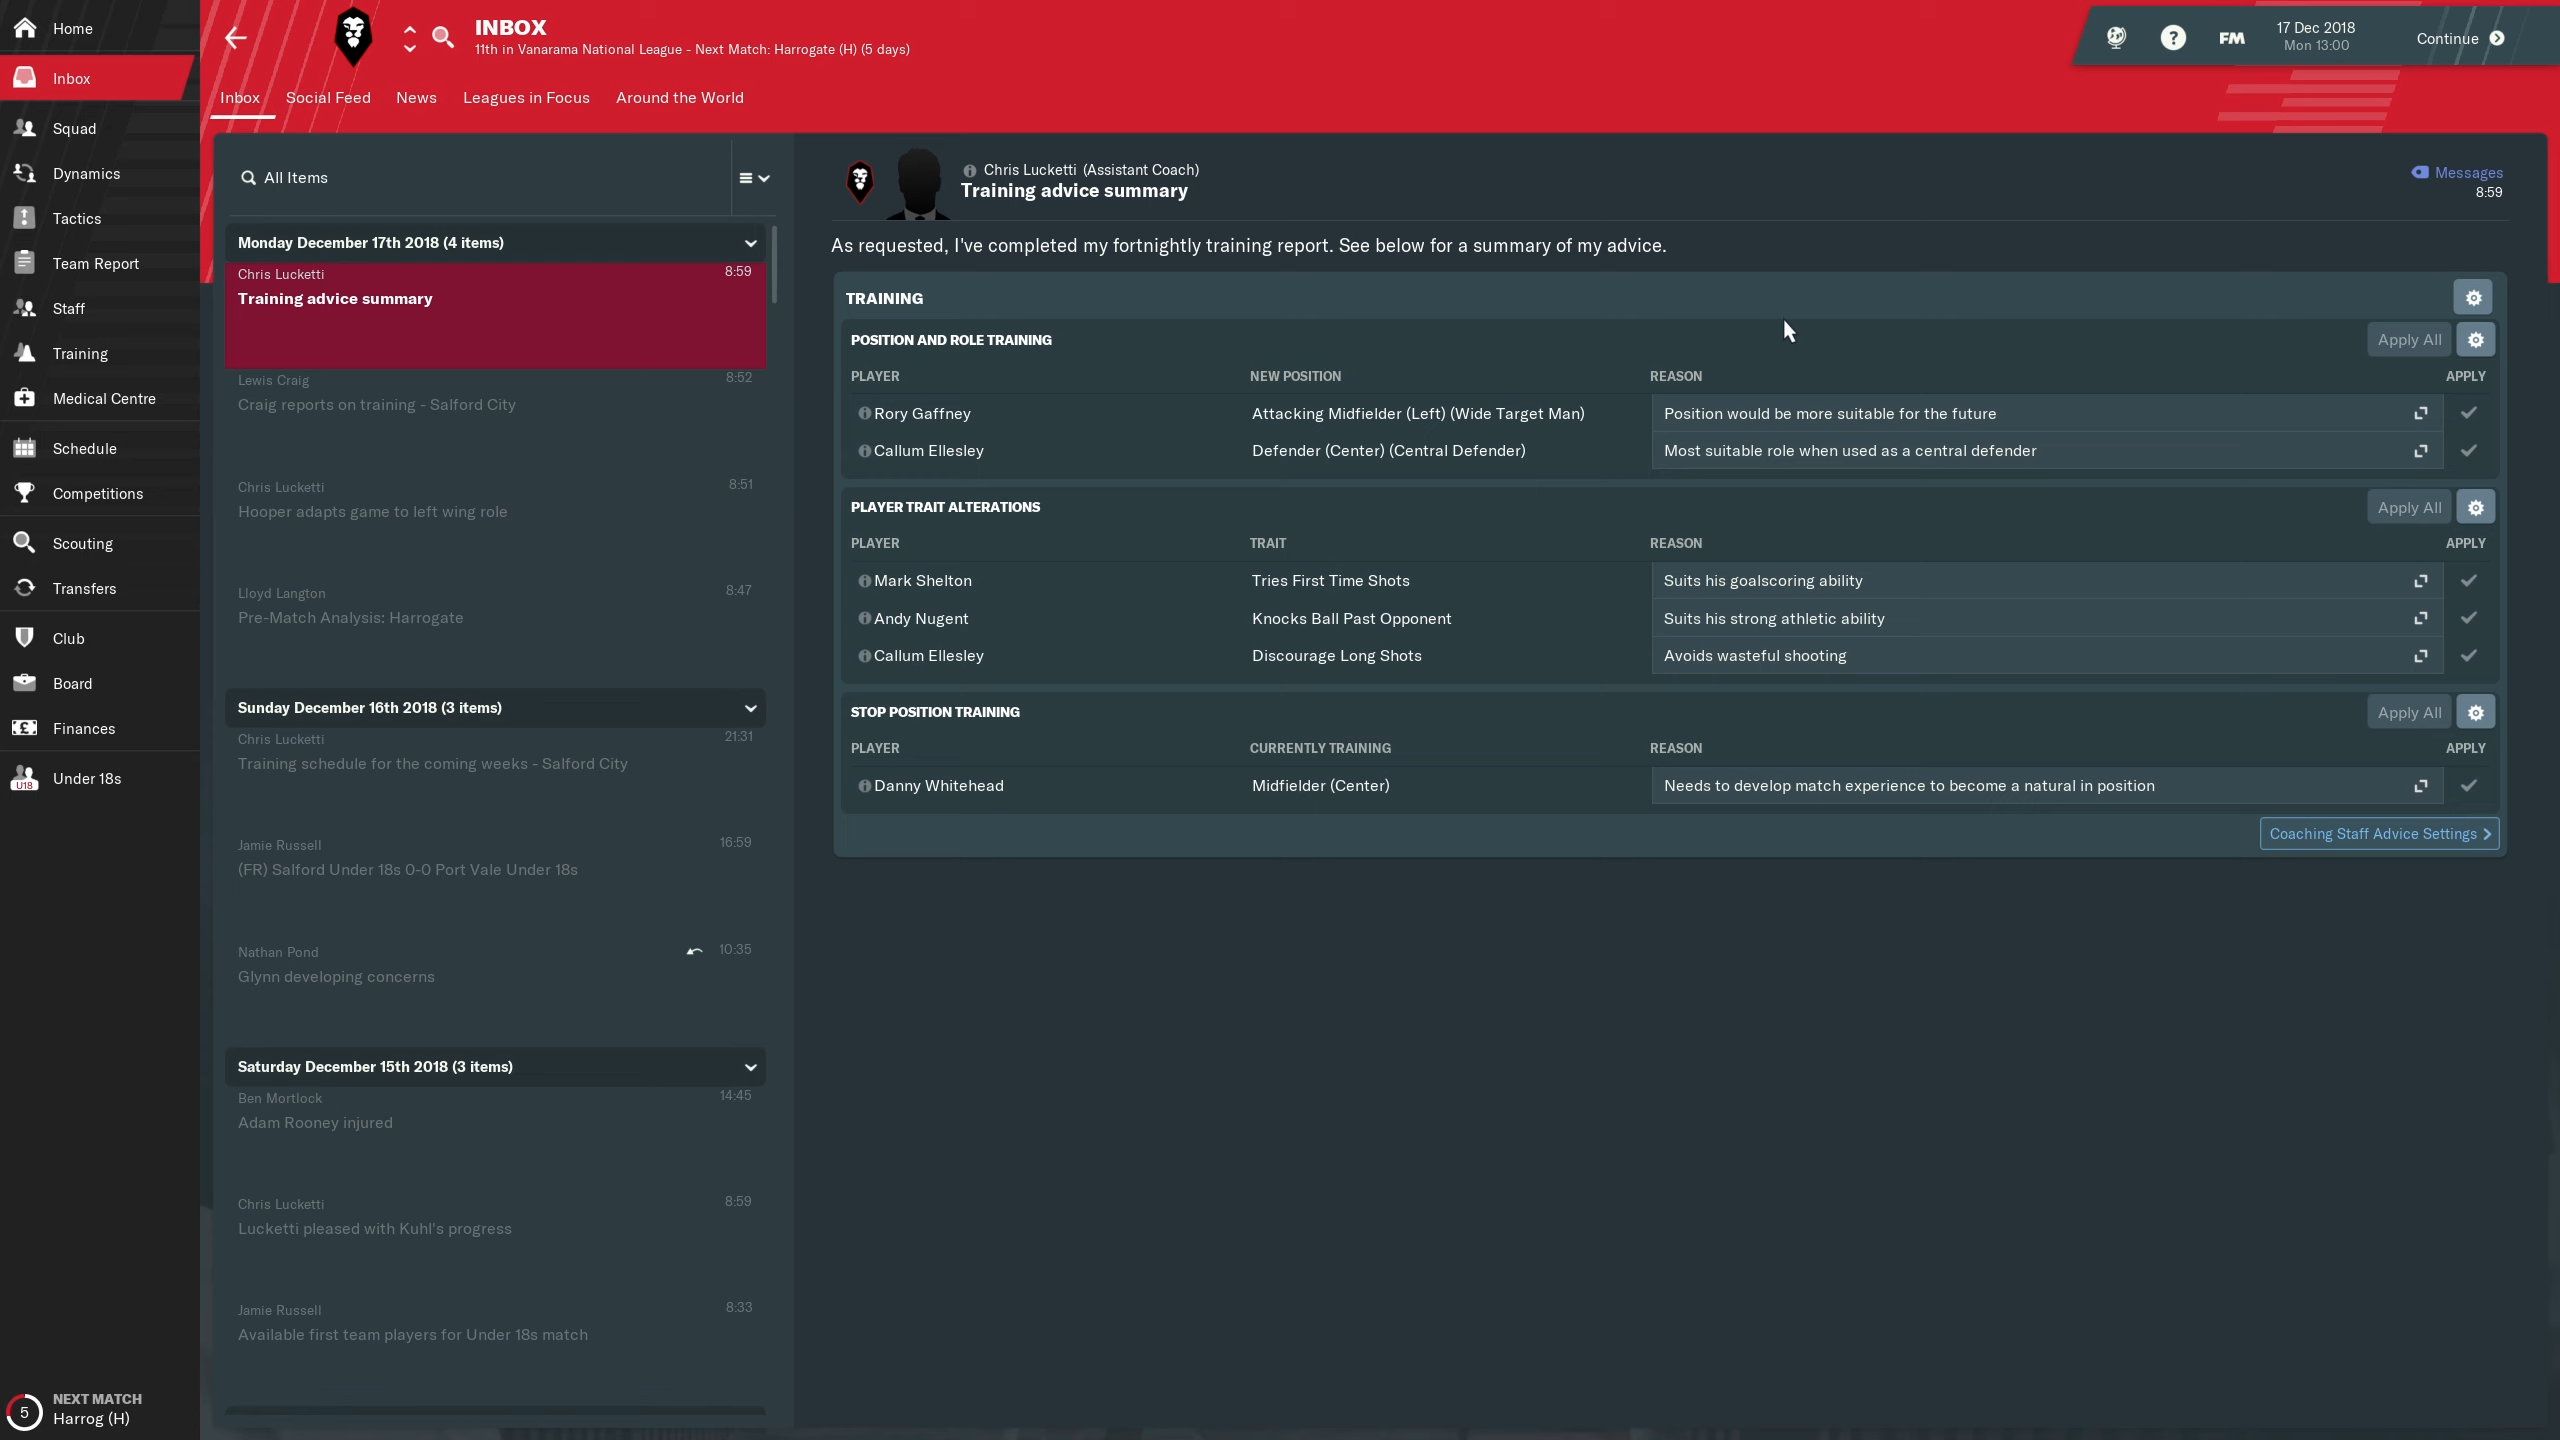 Home
Inbox
Squad
Dynamics
Tactics
Team Report
Staff
Training
Medical Centre
Schedule
Competitions
Scouting
Transfers
Club
Board
Finances
U18
Under 18s
5
NEXT MATCH
Harrog (H)
INBOX
11th in Vanarama National League - Next Match: Harrogate (H) (5 days)
?
FM
17 Dec 2018
Mon 13:00
Continue
Inbox
Social Feed
News
Leagues in Focus
Around the World
All Items
Monday December 17th 2018 (4 items)
Chris Lucketti 8:59
Training advice summary
Lewis Craig 8:52
Craig reports on training - Salford City
Chris Lucketti 8:51
Hooper adapts game to left wing role
Lloyd Langton 8:47
Pre-Match Analysis: Harrogate
Sunday December 16th 2018 (3 items)
Chris Lucketti 21:31
Training schedule for the coming weeks - Salford City
Jamie Russell 16:59
(FR) Salford Under 18s 0-0 Port Vale Under 18s
Nathan Pond 10:35
Glynn developing concerns
Saturday December 15th 2018 (3 items)
Ben Mortlock 14:45
Adam Rooney injured
Chris Lucketti 8:59
Lucketti pleased with Kuhl's progress
Jamie Russell 8:33
Available first team players for Under 18s match
Chris Lucketti (Assistant Coach)
Training advice summary
Messages
8:59
As requested, I've completed my fortnightly training report. See below for a summary of my advice.
TRAINING
POSITION AND ROLE TRAINING Apply All
PLAYER NEW POSITION REASON APPLY
Rory Gaffney Attacking Midfielder (Left) (Wide Target Man) Position would be more suitable for the future
Callum Ellesley Defender (Center) (Central Defender) Most suitable role when used as a central defender
PLAYER TRAIT ALTERATIONS Apply All
PLAYER TRAIT REASON APPLY
Mark Shelton Tries First Time Shots Suits his goalscoring ability
Andy Nugent Knocks Ball Past Opponent Suits his strong athletic ability
Callum Ellesley Discourage Long Shots Avoids wasteful shooting
STOP POSITION TRAINING Apply All
PLAYER CURRENTLY TRAINING REASON APPLY
Danny Whitehead Midfielder (Center) Needs to develop match experience to become a natural in position
Coaching Staff Advice Settings